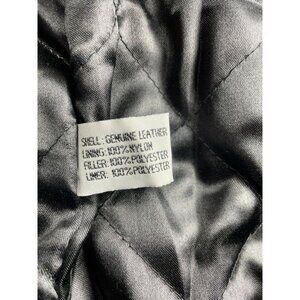 SHELL: GENUINE LEATHER
LINING: 100% NYLON
FILLER: 100% POLYESTER
LINER: 100% POLYESTER